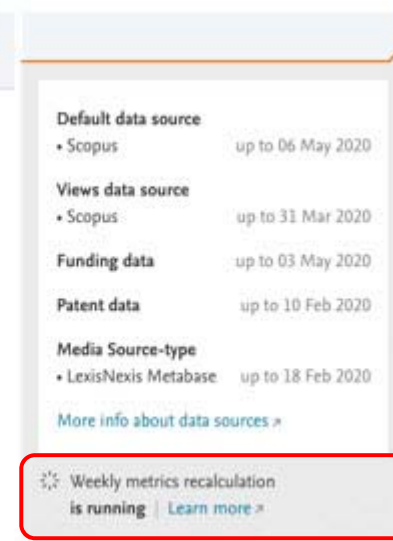 Default data source
• Scopus up to 06 May 2020
Views data source
• Scopus up to 31 Mar 2020
Funding data up to 03 May 2020
Patent data up to 10 Feb 2020
Media Source-type
• LexisNexis Metabase up to 18 Feb 2020
More info about data sources ↗
Weekly metrics recalculation
is running | Learn more ↗